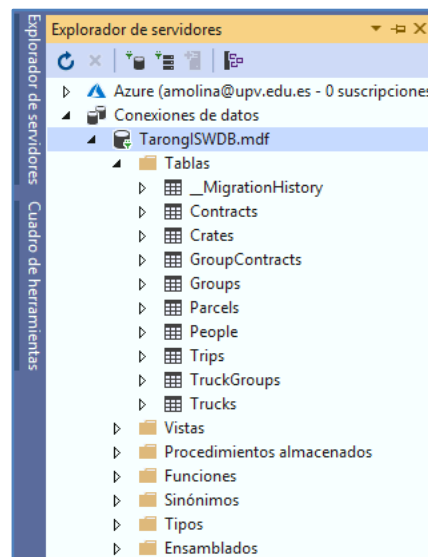 Explorador de servidores
Cuadro de herramientas
Explorador de servidores
Azure (amolina@upv.edu.es - 0 suscripciones
Conexiones de datos
TarongISWDB.mdf
Tablas
__MigrationHistory
Contracts
Crates
GroupContracts
Groups
Parcels
People
Trips
TruckGroups
Trucks
Vistas
Procedimientos almacenados
Funciones
Sinónimos
Tipos
Ensamblados